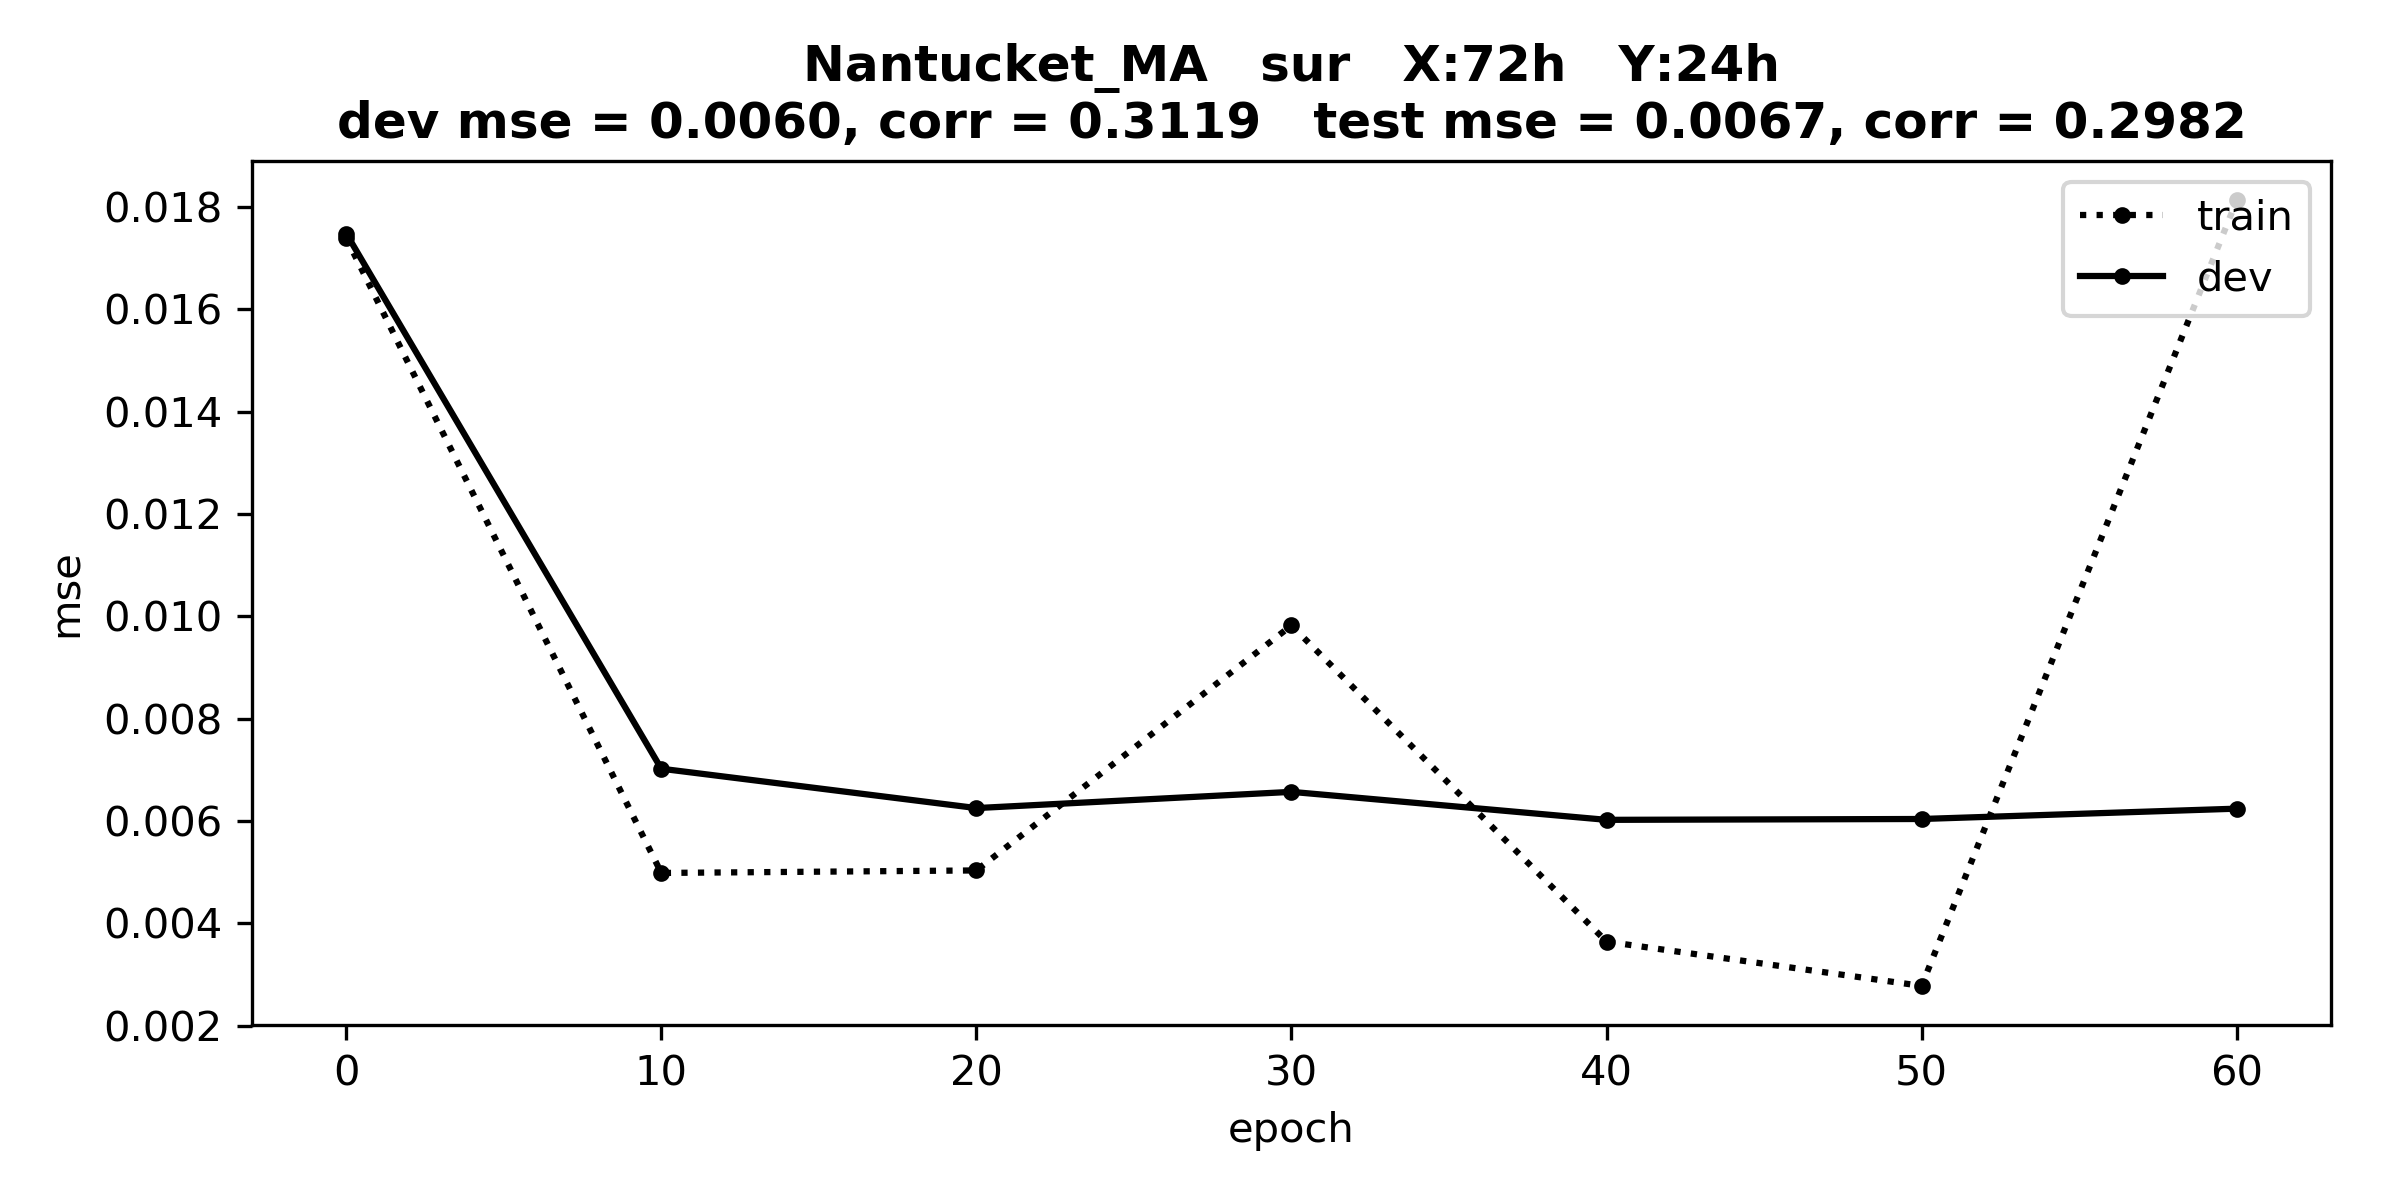 Nantucket_MA   sur   X:72h   Y:24h
dev mse = 0.0060, corr = 0.3119   test mse = 0.0067, corr = 0.2982
train
dev
0.018
0.016
0.014
0.012
0.010
0.008
0.006
0.004
0.002
mse
0 10 20 30 40 50 60
epoch